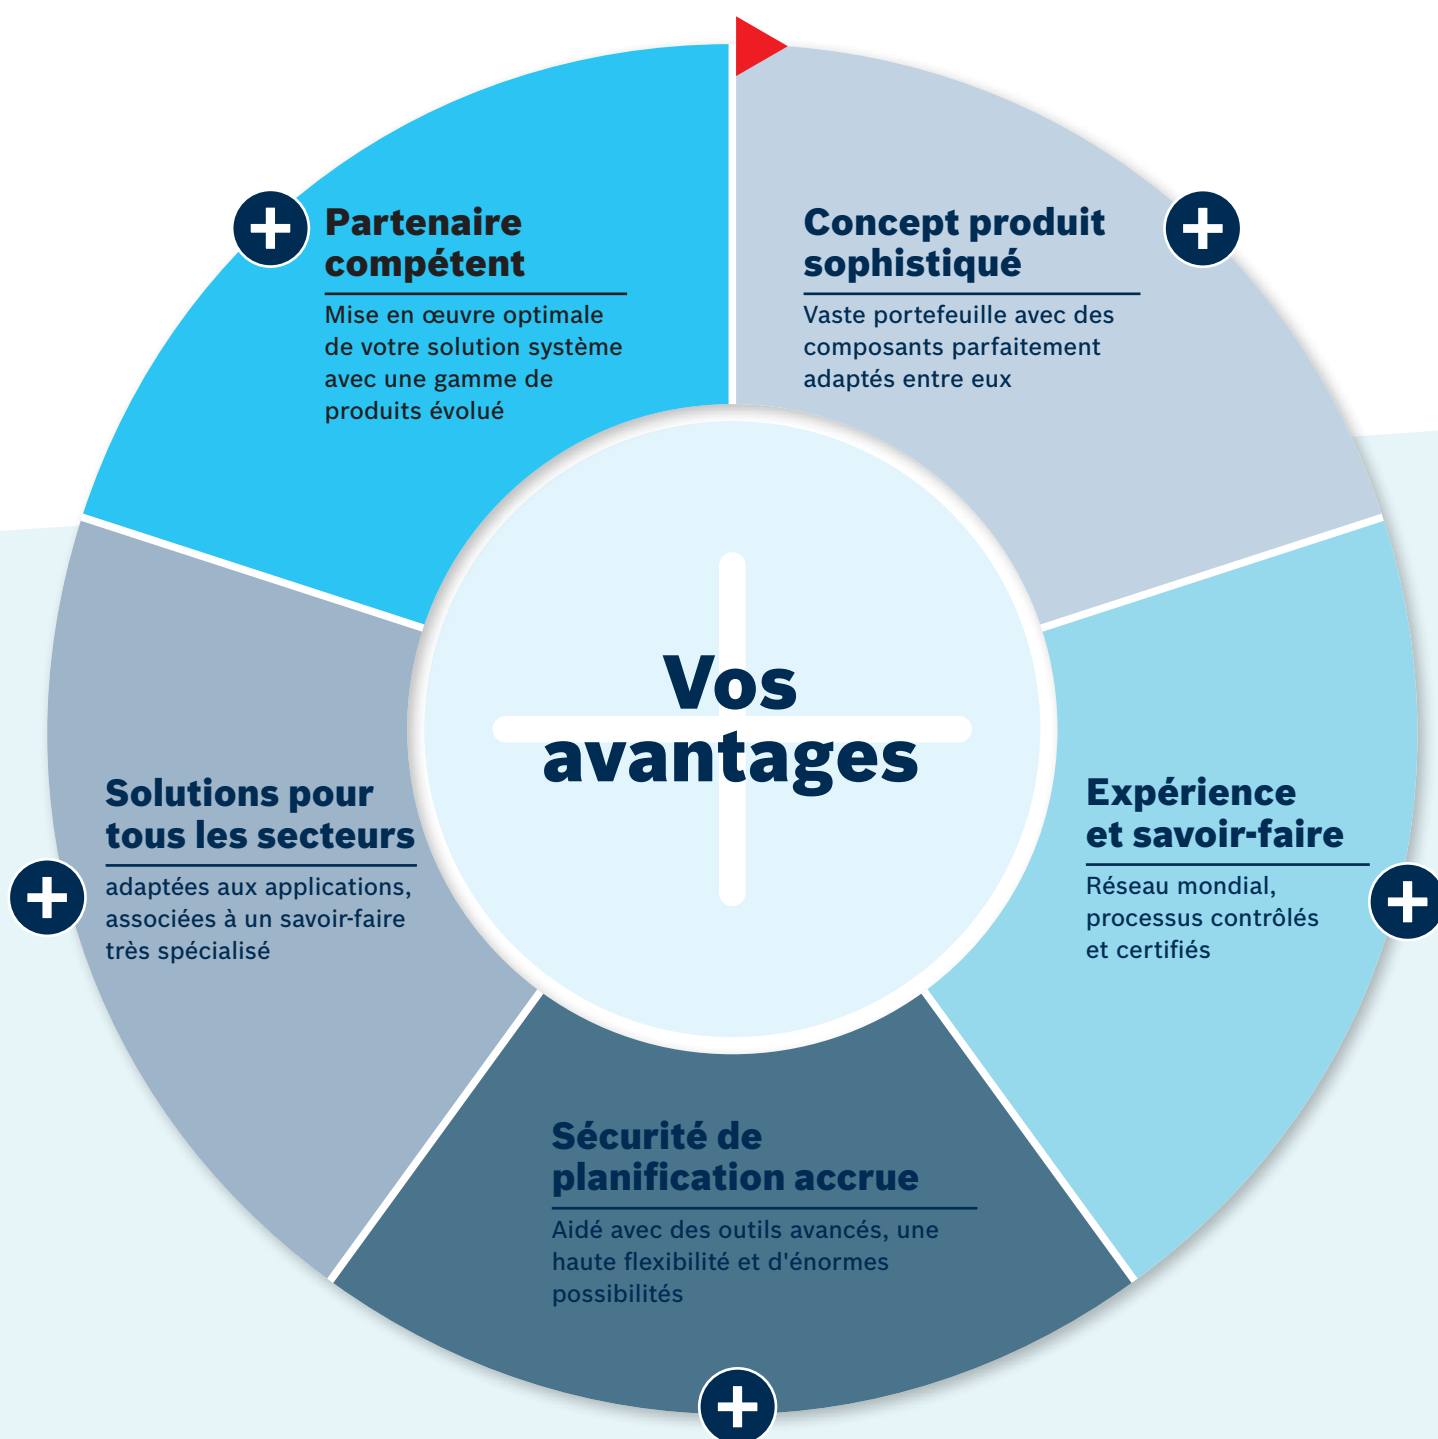 Partenaire
compétent
Mise en œuvre optimale
de votre solution système
avec une gamme de
produits évolué
Concept produit
sophistiqué
Vaste portefeuille avec des
composants parfaitement
adaptés entre eux
Vos
avantages
Solutions pour
tous les secteurs
adaptées aux applications,
associées à un savoir-faire
très spécialisé
Expérience
et savoir-faire
Réseau mondial,
processus contrôlés
et certifiés
Sécurité de
planification accrue
Aidé avec des outils avancés, une
haute flexibilité et d'énormes
possibilités